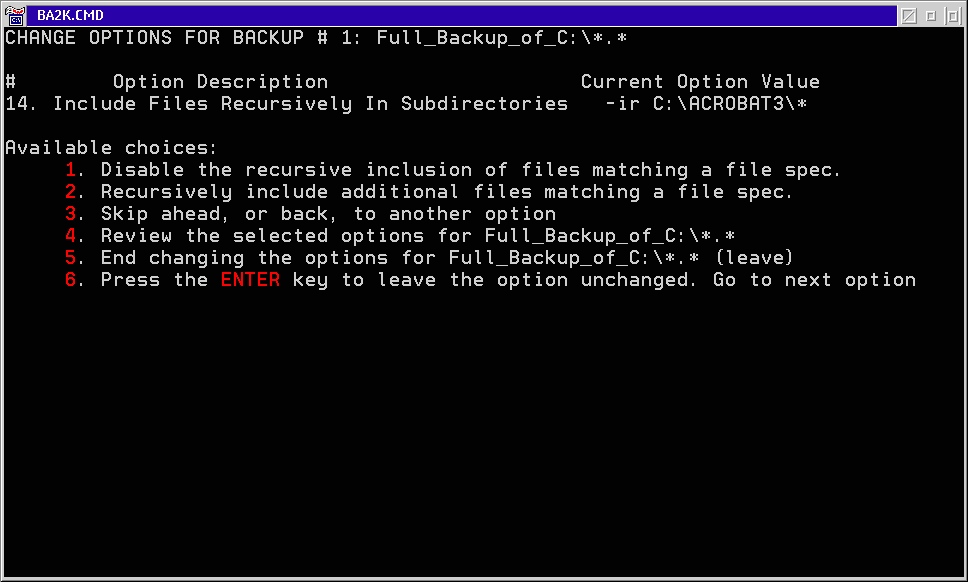 BA2K.CMD
CHANGE OPTIONS FOR BACKUP # 1: Full_Backup_of_C:\*.*
# Option Description Current Option Value
14. Include Files Recursively In Subdirectories -ir C:\ACROBAT3\*
Available choices:
1. Disable the recursive inclusion of files matching a file spec.
2. Recursively include additional files matching a file spec.
3. Skip ahead, or back, to another option
4. Review the selected options for Full_Backup_of_C:\*.*
5. End changing the options for Full_Backup_of_C:\*.* (leave)
6. Press the ENTER key to leave the option unchanged. Go to next option